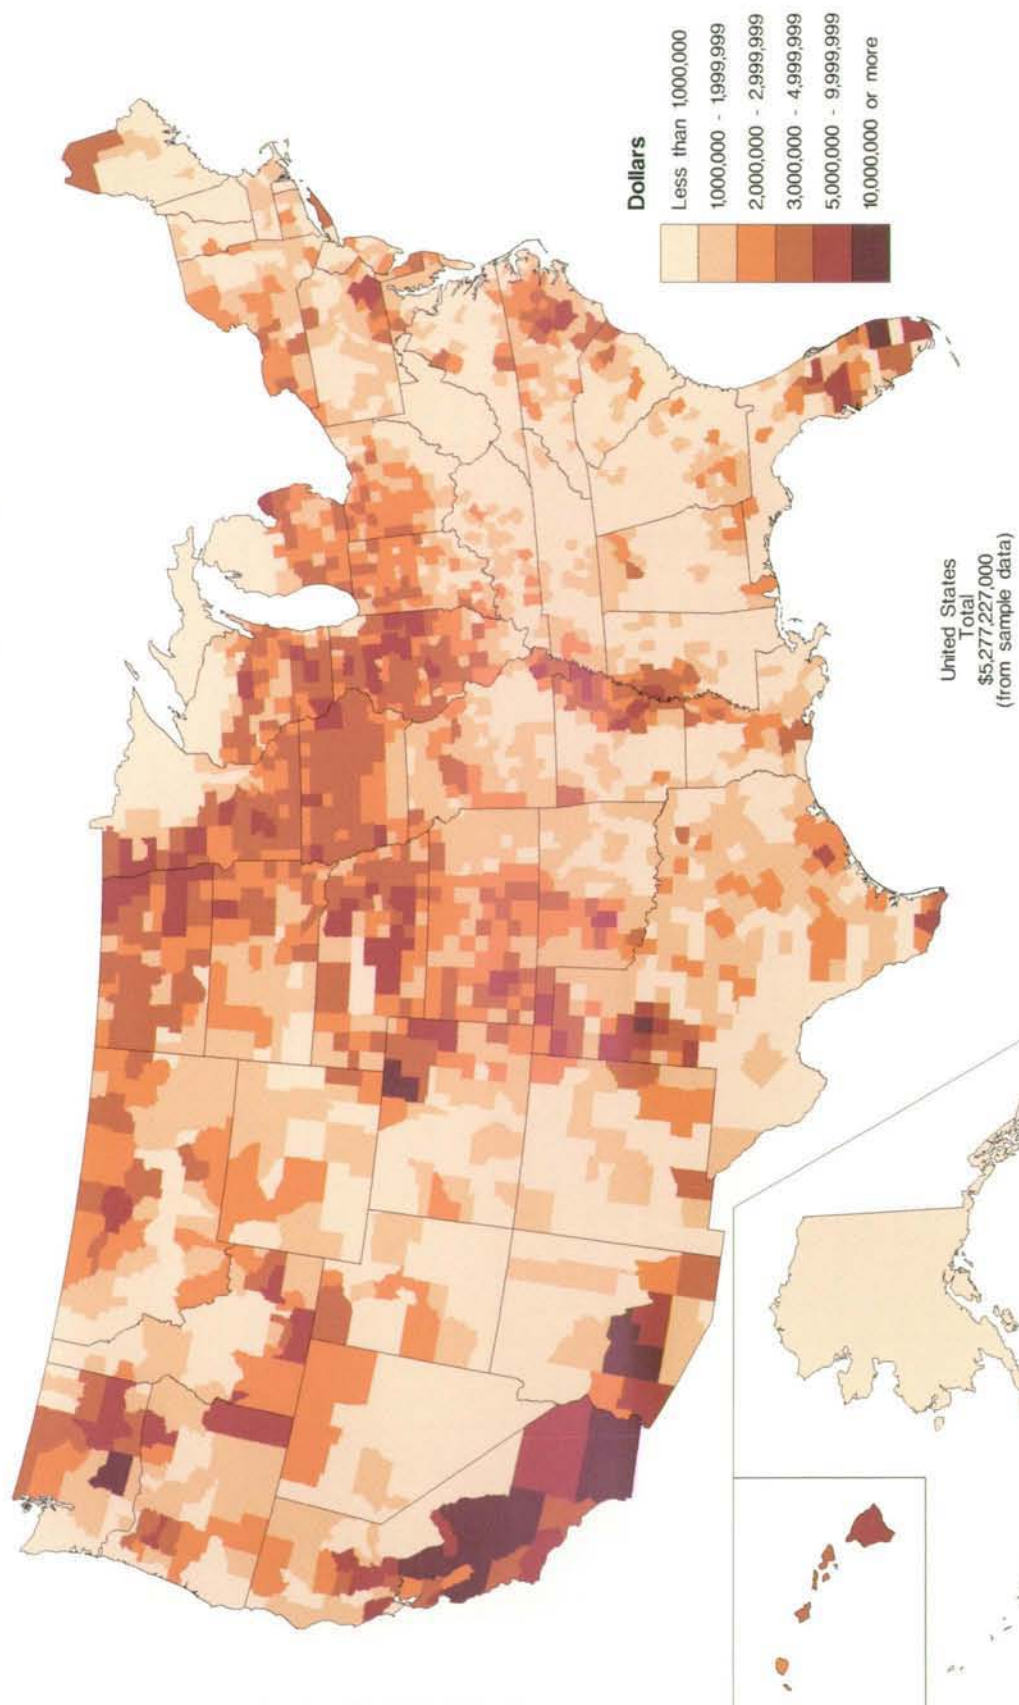 Dollars
Less than 1,000,000
1,000,000 - 1,999,999
2,000,000 - 2,999,999
3,000,000 - 4,999,999
5,000,000 - 9,999,999
10,000,000 or more
United States
Total
$5,277,227,000
(from sample data)